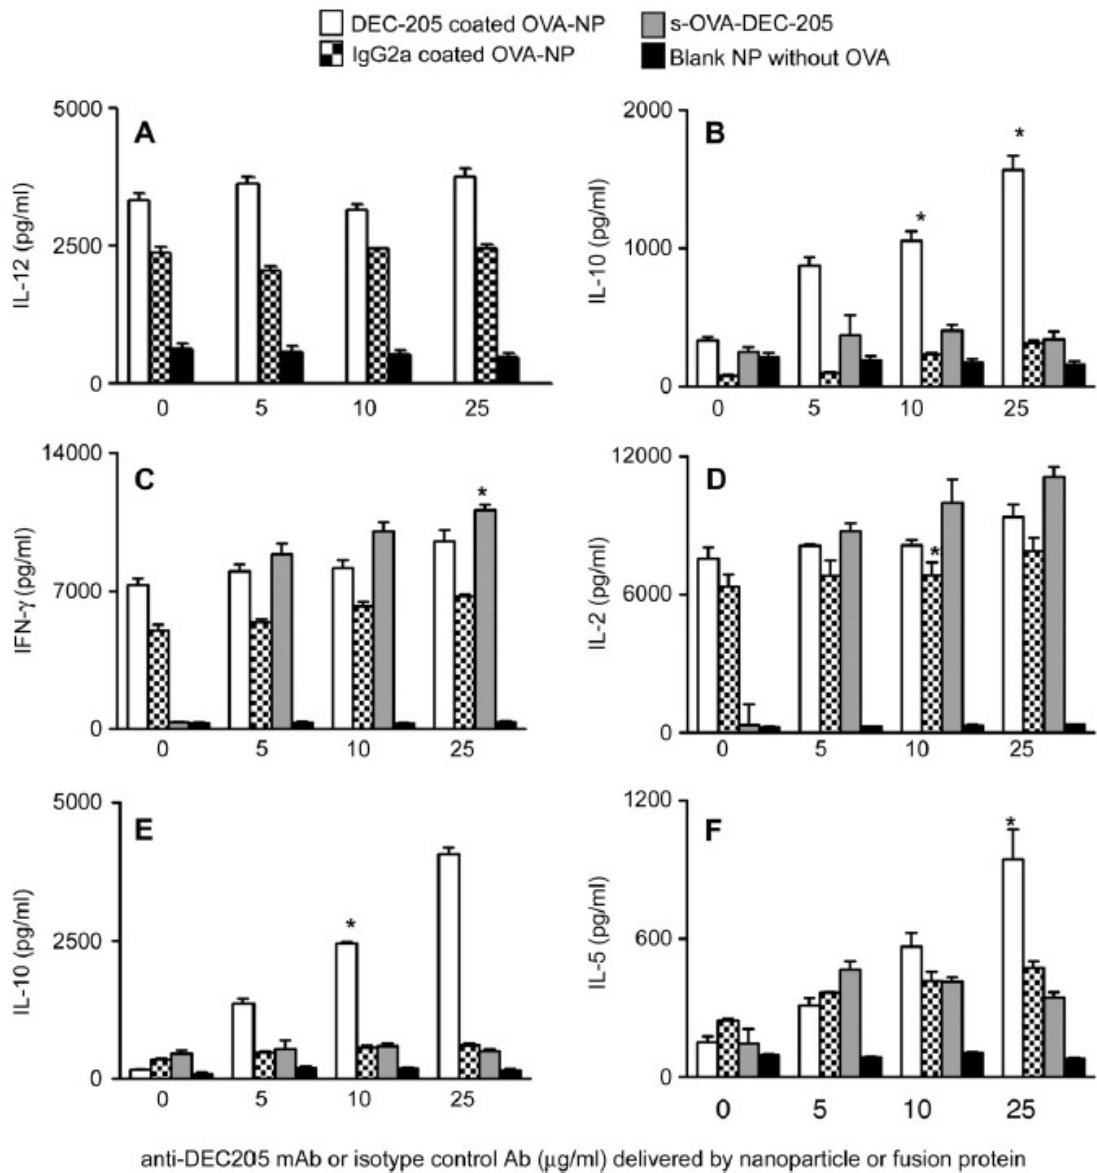 DEC-205 coated OVA-NP
s-OVA-DEC-205
IgG2a coated OVA-NP
Blank NP without OVA
A
5000
2500
0
IL-12 (pg/ml)
0 5 10 25
B
2000
1000
0
IL-10 (pg/ml)
*
*
0 5 10 25
C
14000
7000
0
IFN-γ (pg/ml)
*
0 5 10 25
D
12000
6000
0
IL-2 (pg/ml)
*
0 5 10 25
E
5000
2500
0
IL-10 (pg/ml)
*
0 5 10 25
F
1200
600
0
IL-5 (pg/ml)
*
0 5 10 25
anti-DEC205 mAb or isotype control Ab (μg/ml) delivered by nanoparticle or fusion protein